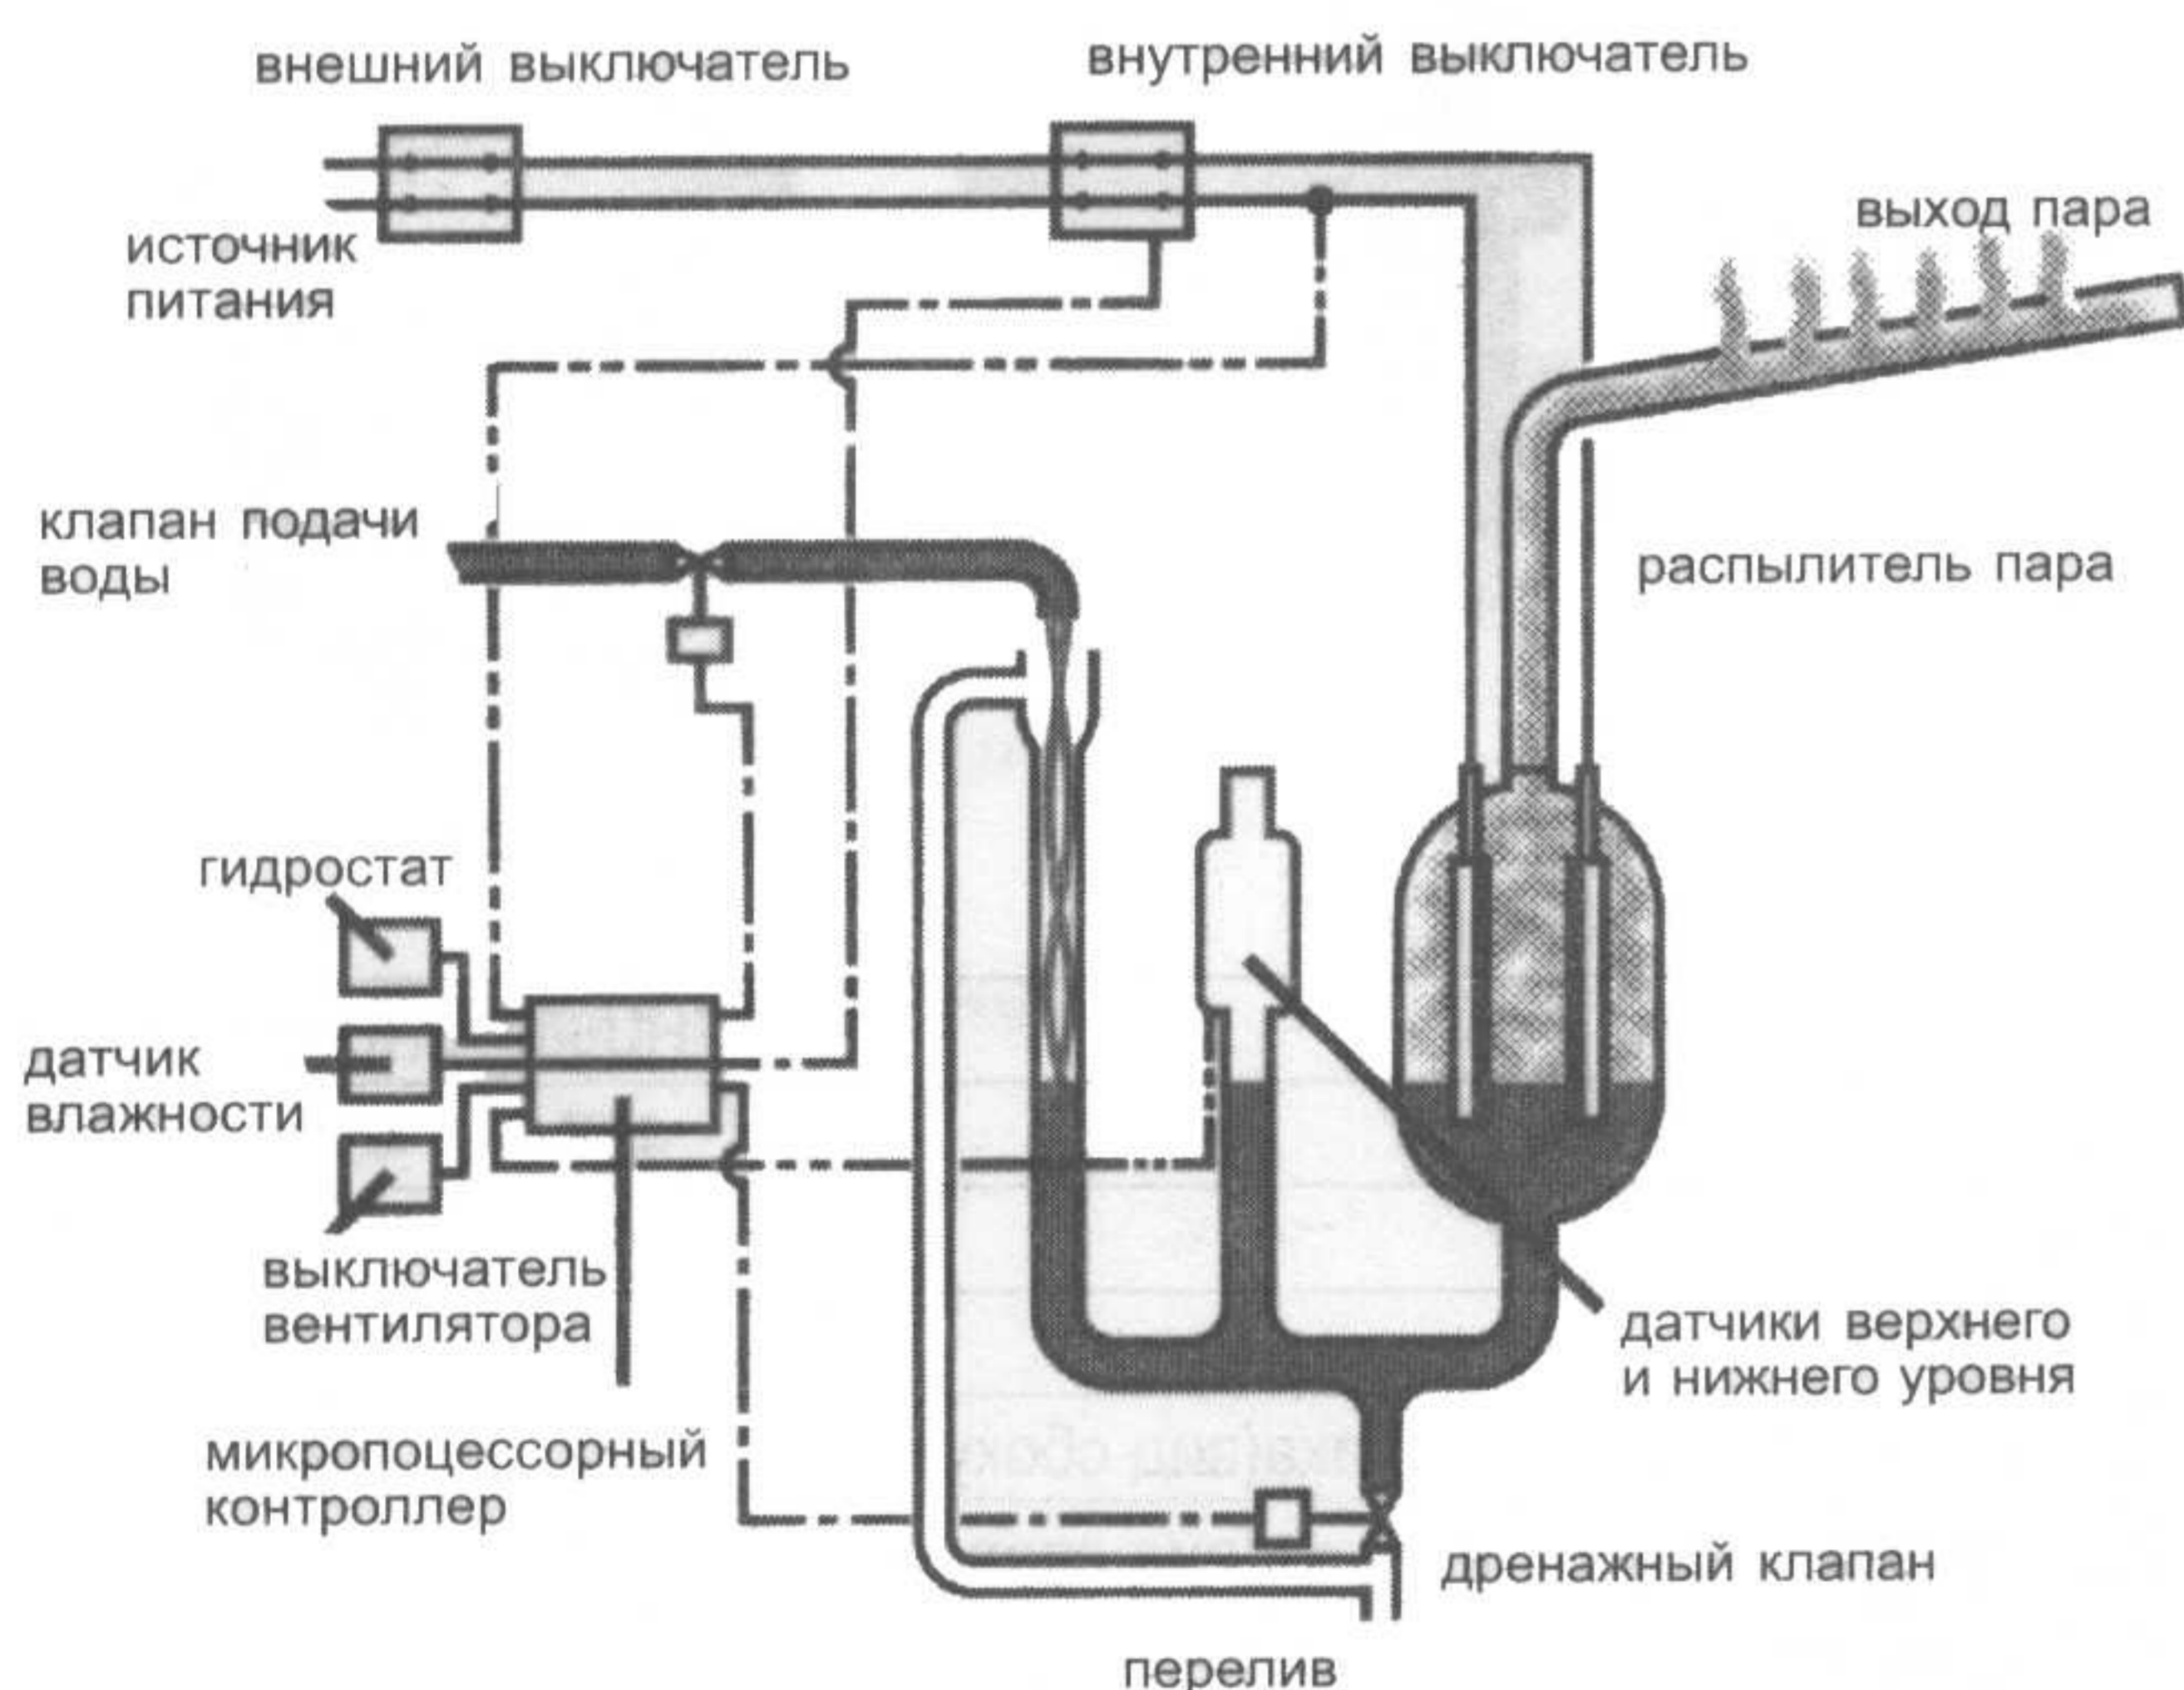 внешний выключатель
внутренний выключатель
источник
питания
выход пара
клапан подачи
воды
распылитель пара
гидростат
датчик
влажности
выключатель
вентилятора
датчики верхнего
и нижнего уровня
микропоцессорный
контроллер
дренажный клапан
перелив